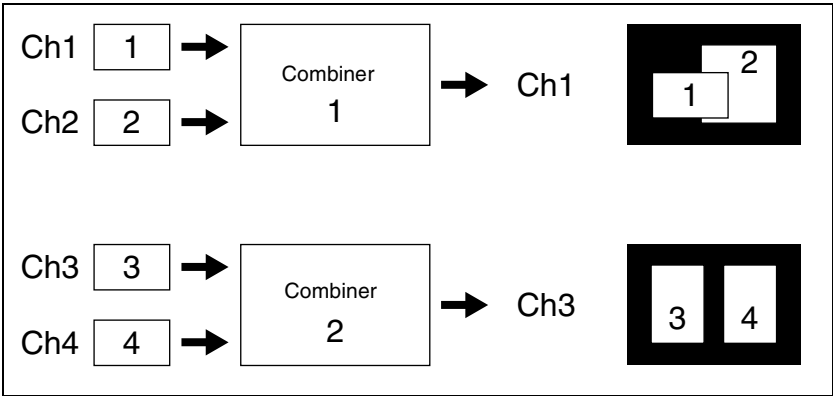 Ch1 1
Ch2 2
Combiner
1
Ch1
1 2
Ch3 3
Ch4 4
Combiner
2
Ch3
3 4